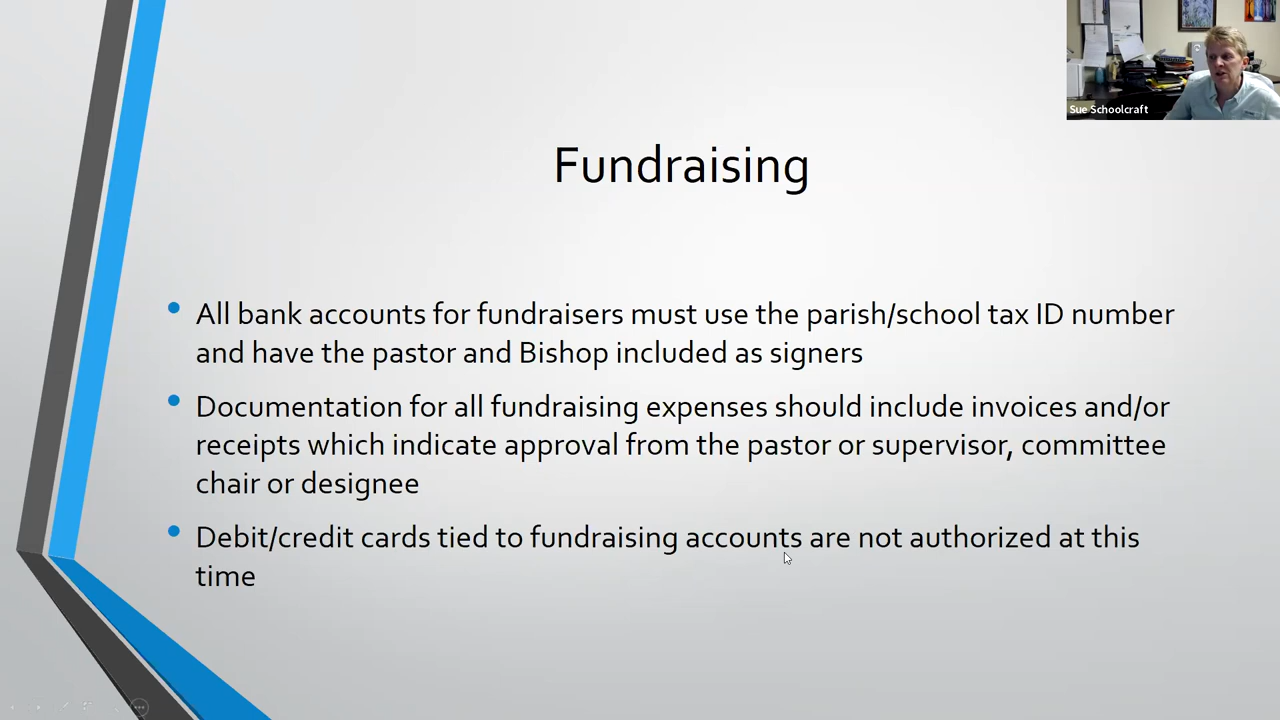 Sue Schoolcraft
Fundraising
All bank accounts for fundraisers must use the parish/school tax ID number
and have the pastor and Bishop included as signers
Documentation for all fundraising expenses should include invoices and/or
receipts which indicate approval from the pastor or supervisor, committee
chair or designee
Debit/credit cards tied to fundraising accounts are not authorized at this
time